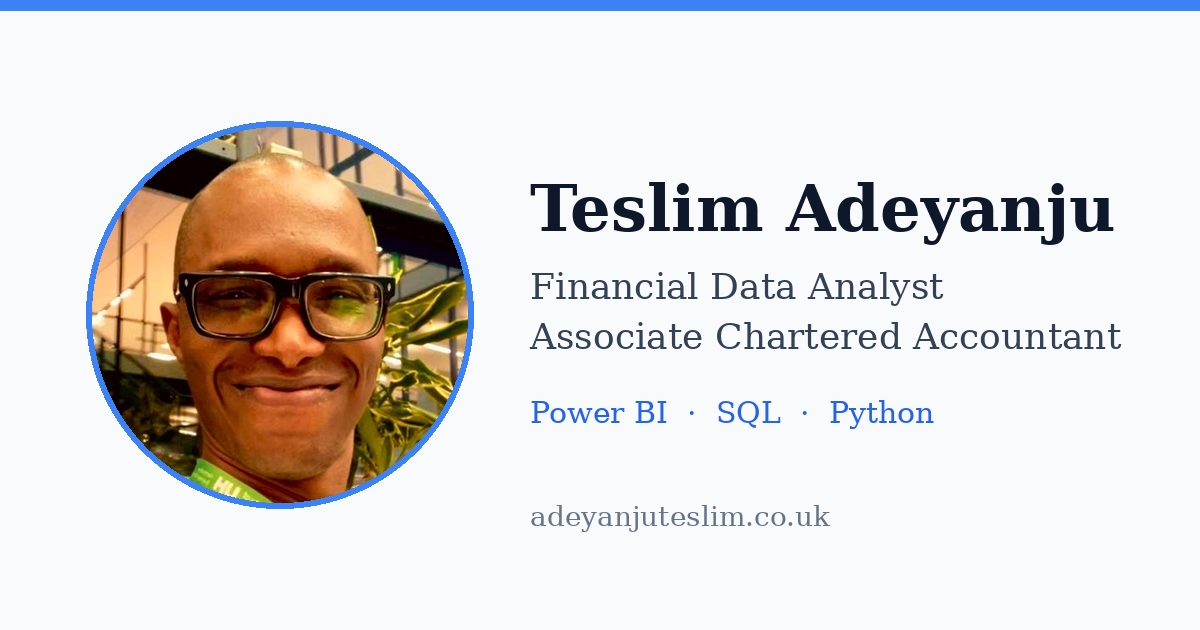 Teslim Adeyanju
Financial Data Analyst
Associate Chartered Accountant
Power BI · SQL · Python
adeyanjuteslim.co.uk